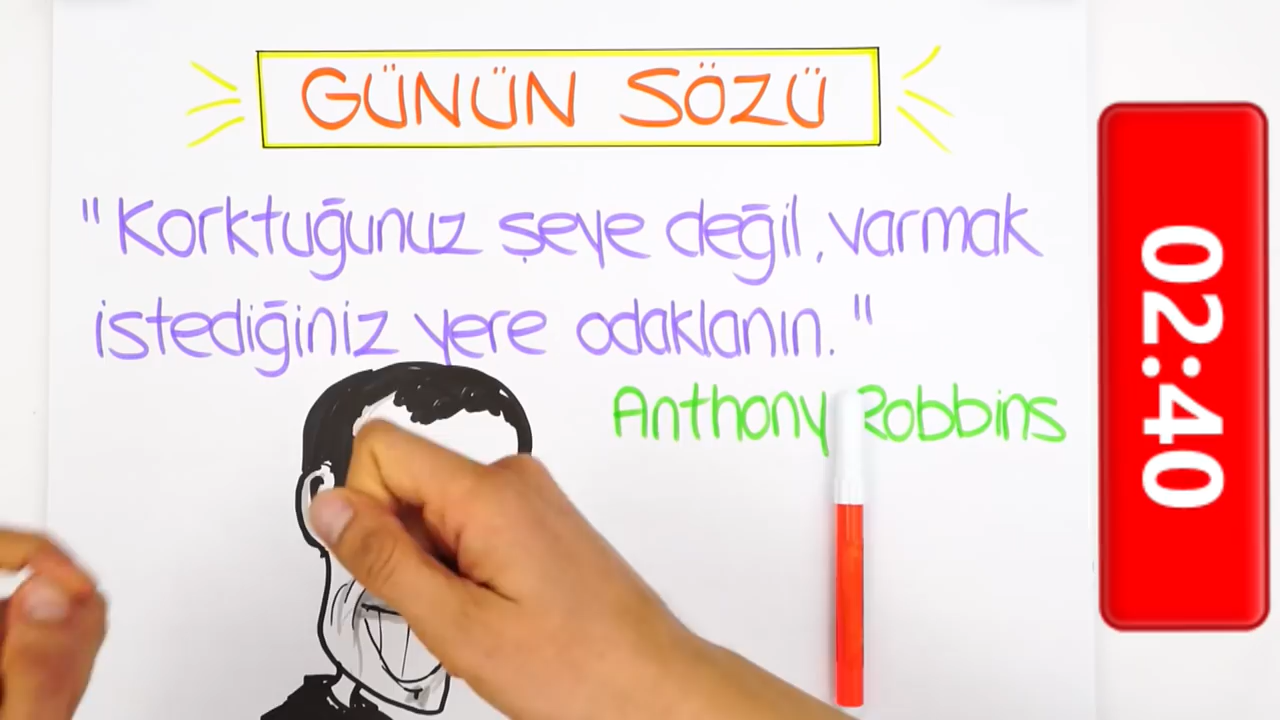 GÜNÜN SÖZÜ
"Korktuğunuz şeye değil, varmak
istediğiniz yere odaklanın."
Anthony Robbins
02:40